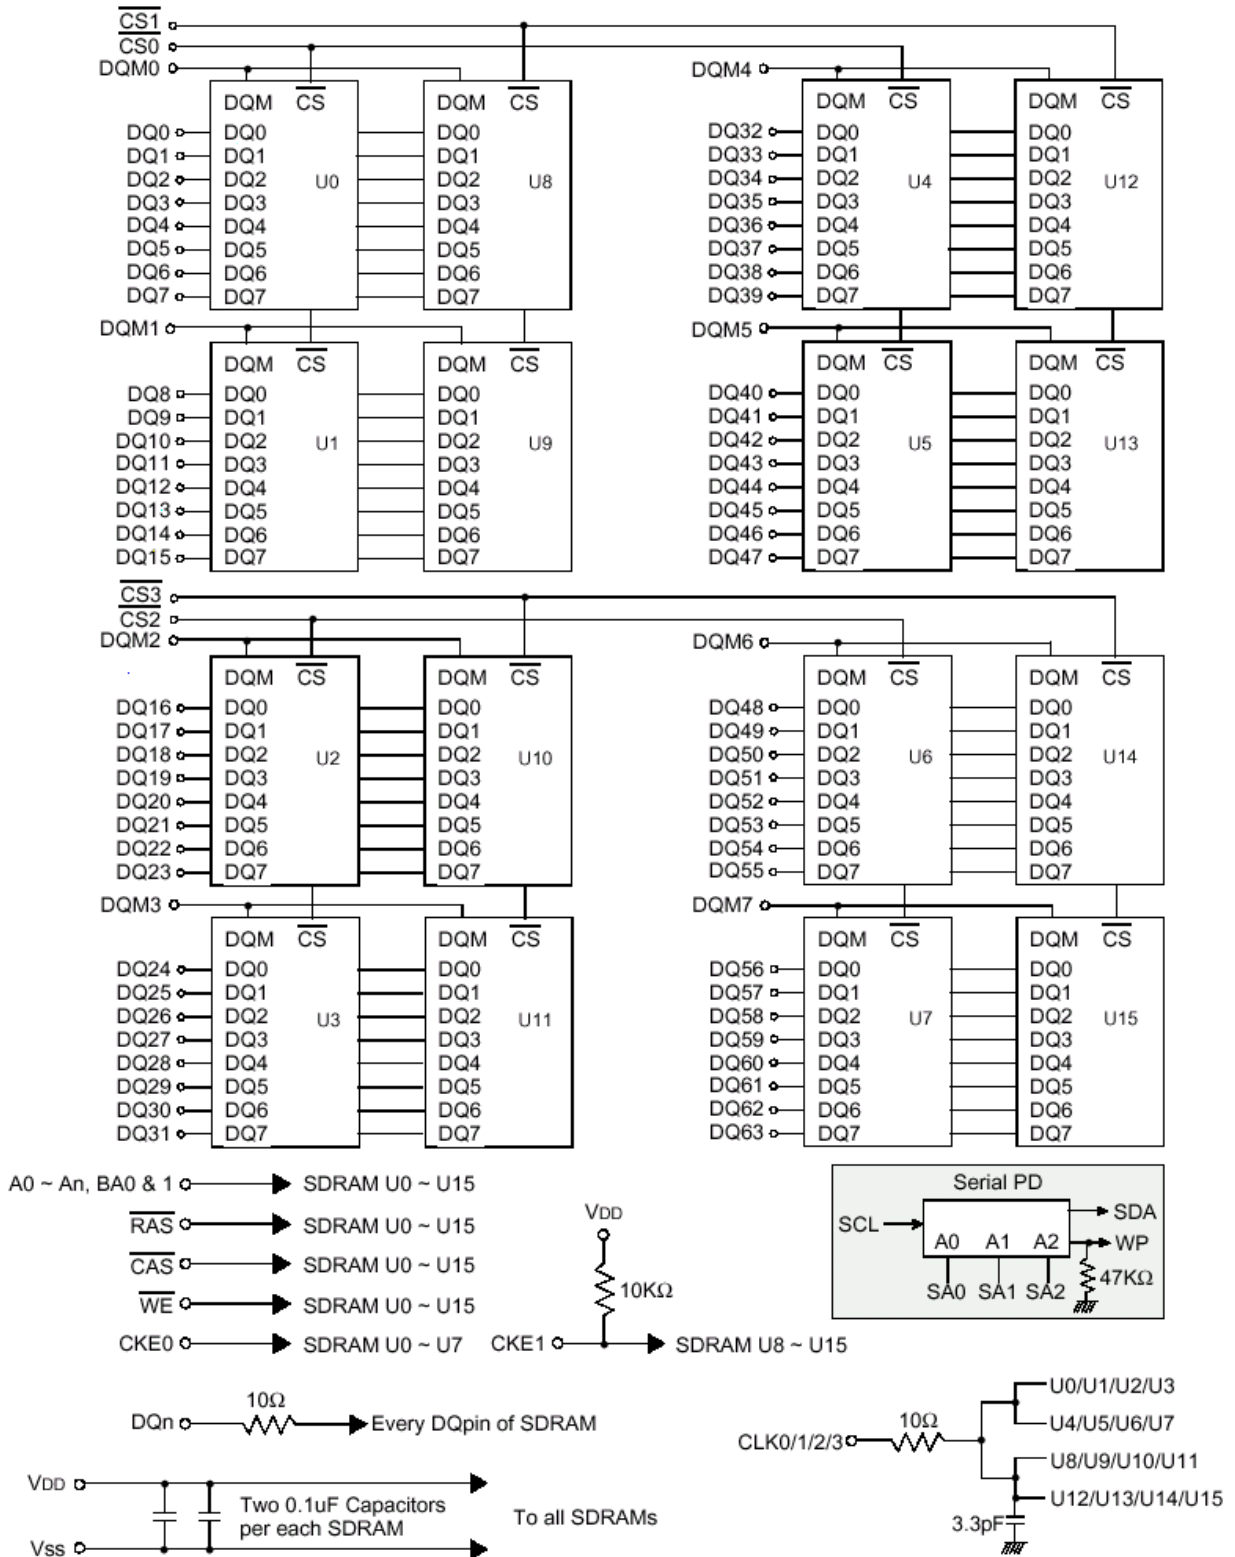 CS1
CS0
DQM0 DQM4
DQM CS DQM CS DQM CS DQM CS
DQ0 DQ0 DQ0 DQ32 DQ0 DQ0
DQ1 DQ1 DQ1 DQ33 DQ1 DQ1
DQ2 DQ2 U0 DQ2 U8 DQ34 DQ2 U4 DQ2 U12
DQ3 DQ3 DQ3 DQ35 DQ3 DQ3
DQ4 DQ4 DQ4 DQ36 DQ4 DQ4
DQ5 DQ5 DQ5 DQ37 DQ5 DQ5
DQ6 DQ6 DQ6 DQ38 DQ6 DQ6
DQ7 DQ7 DQ7 DQ39 DQ7 DQ7
DQM1 DQM5
DQM CS DQM CS DQM CS DQM CS
DQ8 DQ0 DQ0 DQ40 DQ0 DQ0
DQ9 DQ1 DQ1 DQ41 DQ1 DQ1
DQ10 DQ2 U1 DQ2 U9 DQ42 DQ2 U5 DQ2 U13
DQ11 DQ3 DQ3 DQ43 DQ3 DQ3
DQ12 DQ4 DQ4 DQ44 DQ4 DQ4
DQ13 DQ5 DQ5 DQ45 DQ5 DQ5
DQ14 DQ6 DQ6 DQ46 DQ6 DQ6
DQ15 DQ7 DQ7 DQ47 DQ7 DQ7
CS3
CS2
DQM2 DQM6
DQM CS DQM CS DQM CS DQM CS
DQ16 DQ0 DQ0 DQ48 DQ0 DQ0
DQ17 DQ1 DQ1 DQ49 DQ1 DQ1
DQ18 DQ2 U2 DQ2 U10 DQ50 DQ2 U6 DQ2 U14
DQ19 DQ3 DQ3 DQ51 DQ3 DQ3
DQ20 DQ4 DQ4 DQ52 DQ4 DQ4
DQ21 DQ5 DQ5 DQ53 DQ5 DQ5
DQ22 DQ6 DQ6 DQ54 DQ6 DQ6
DQ23 DQ7 DQ7 DQ55 DQ7 DQ7
DQM3 DQM7
DQM CS DQM CS DQM CS DQM CS
DQ24 DQ0 DQ0 DQ56 DQ0 DQ0
DQ25 DQ1 DQ1 DQ57 DQ1 DQ1
DQ26 DQ2 U3 DQ2 U11 DQ58 DQ2 U7 DQ2 U15
DQ27 DQ3 DQ3 DQ59 DQ3 DQ3
DQ28 DQ4 DQ4 DQ60 DQ4 DQ4
DQ29 DQ5 DQ5 DQ61 DQ5 DQ5
DQ30 DQ6 DQ6 DQ62 DQ6 DQ6
DQ31 DQ7 DQ7 DQ63 DQ7 DQ7
A0 ~ An, BA0 & 1 SDRAM U0 ~ U15
RAS SDRAM U0 ~ U15
CAS SDRAM U0 ~ U15
WE SDRAM U0 ~ U15
CKE0 SDRAM U0 ~ U7
VDD
10KΩ
CKE1 SDRAM U8 ~ U15
Serial PD
SCL SDA
A0 A1 A2 WP
47KΩ
SA0 SA1 SA2
10Ω
DQn Every DQpin of SDRAM
U0/U1/U2/U3
10Ω
U4/U5/U6/U7
CLK0/1/2/3
U8/U9/U10/U11
U12/U13/U14/U15
3.3pF
VDD
Two 0.1uF Capacitors
per each SDRAM
To all SDRAMs
Vss